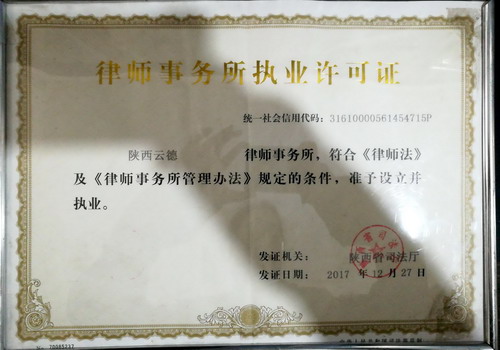 律师事务所执业许可证
统一社会信用代码：31610000561454715P
陕西云德 律师事务所，符合《律师法》
及《律师事务所管理办法》规定的条件，准予设立并
执业。
发证机关： 陕西省司法厅
发证日期： 2017 年 12 月 27 日